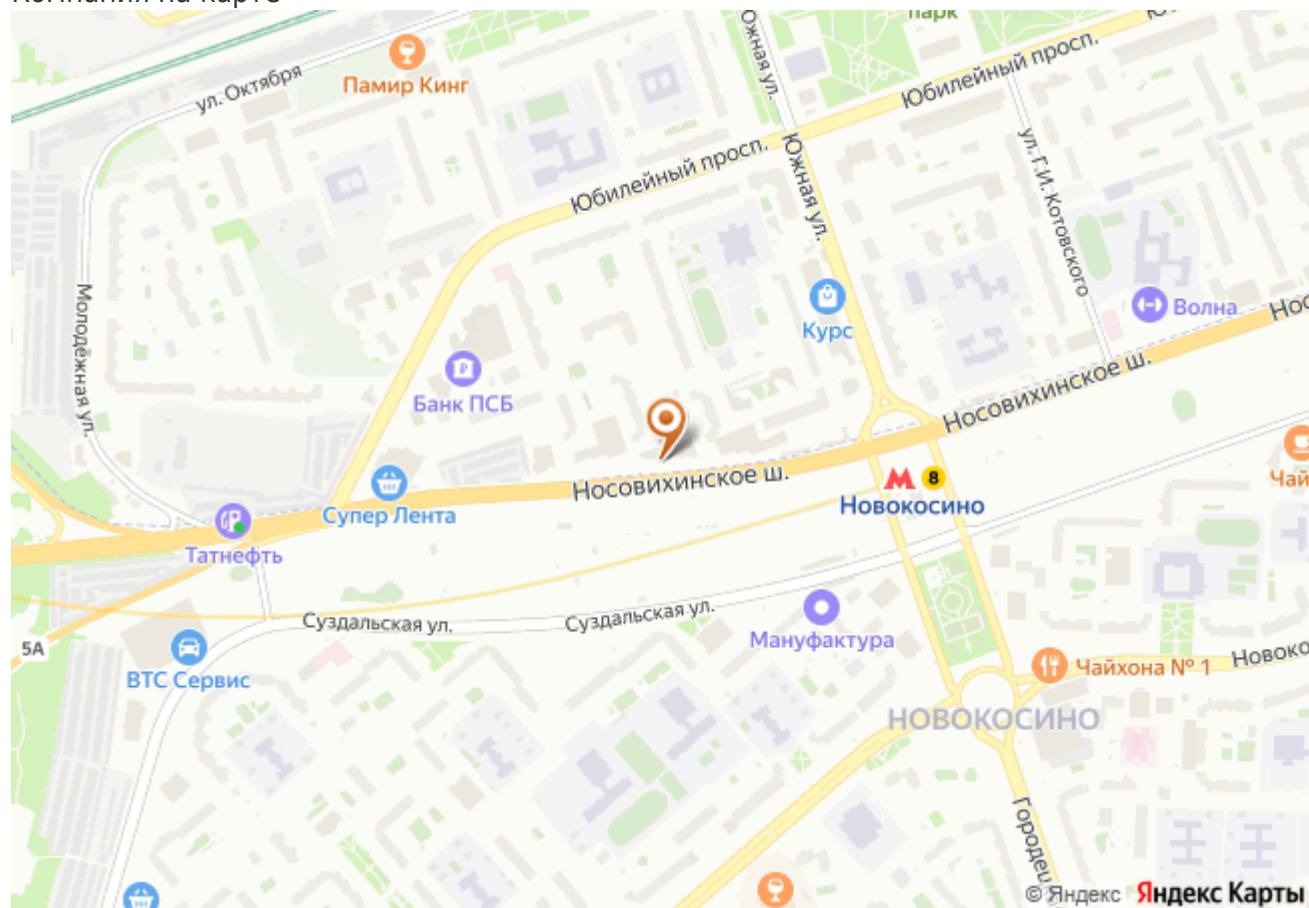 парк
Южная ул.
Юбилейный просп.
ул. Октября
Памир Кинг
Юбилейный просп.
Южная ул.
ул. Г.И. Котовского
Молодёжная ул.
Курс
Волна
Банк ПСБ
Носовихинское ш.
Носовихинское ш.
8
Новокосино
Супер Лента
Татнефть
Суздальская ул.
Суздальская ул.
Мануфактура
5А
ВТС Сервис
Чайхона № 1
НОВОКОСИНО
© Яндекс Яндекс Карты